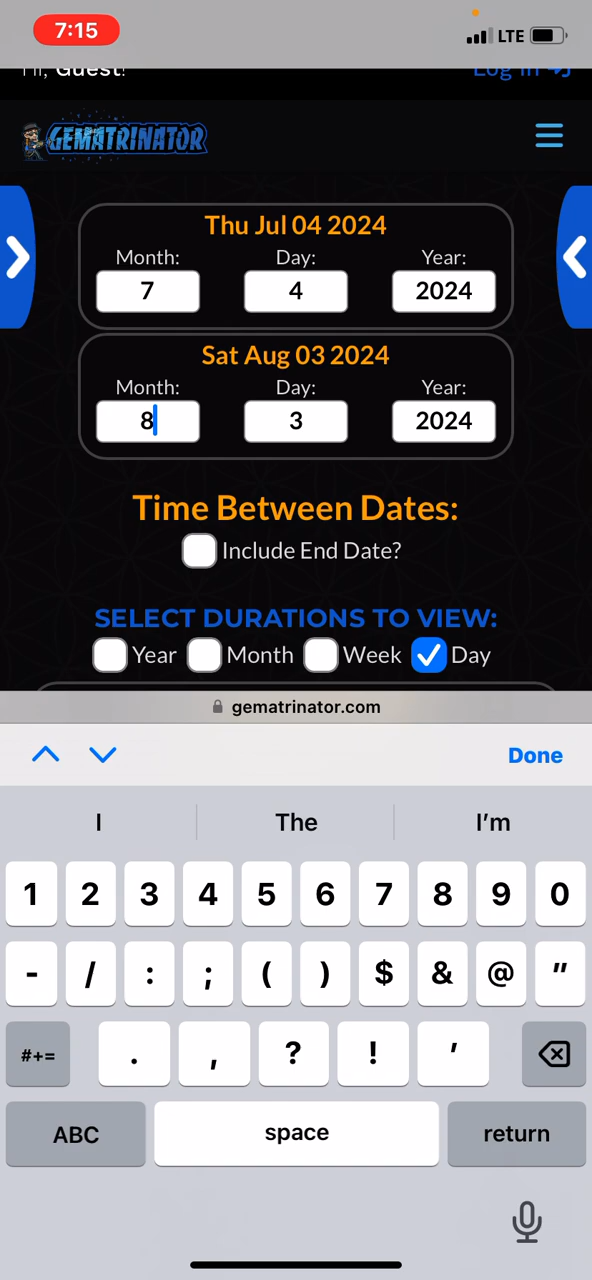 7:15
LTE
Hi, Guest!
Log In
GEMATRINATOR
Thu Jul 04 2024
Month: Day: Year:
7 4 2024
Sat Aug 03 2024
Month: Day: Year:
8 3 2024
Time Between Dates:
Include End Date?
SELECT DURATIONS TO VIEW:
Year Month Week Day
gematrinator.com
Done
I The I'm
1 2 3 4 5 6 7 8 9 0
- / : ; ( ) $ & @ "
#+= . , ? ! '
ABC space return